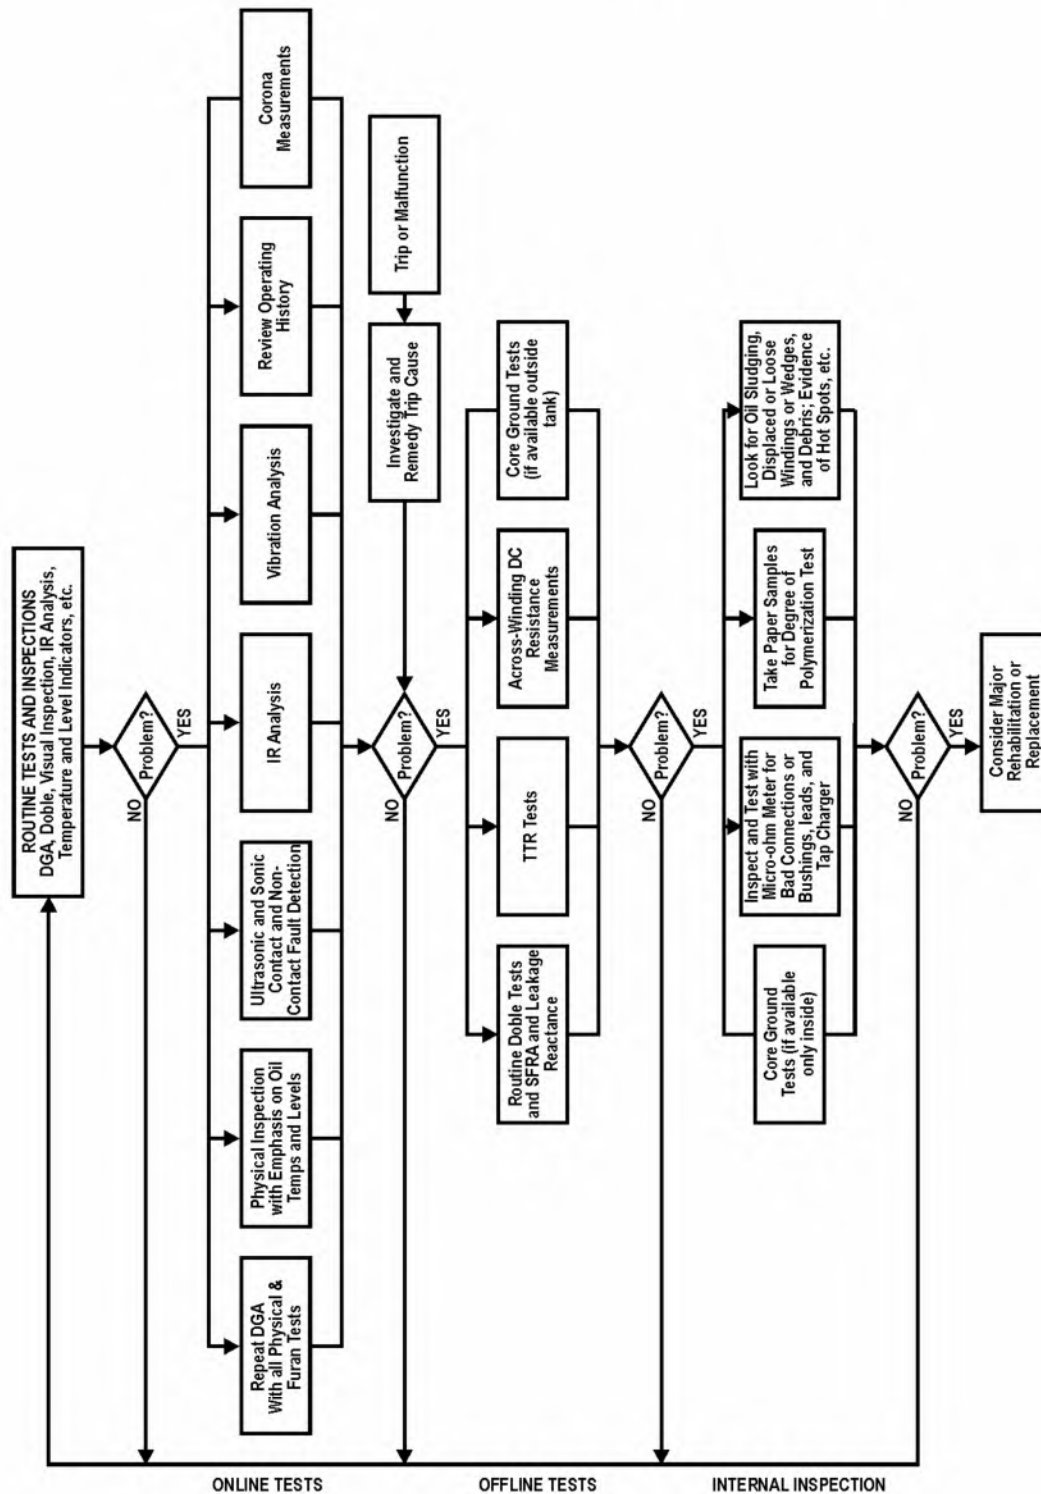 ROUTINE TESTS AND INSPECTIONS
DGA, Doble, Visual Inspection, IR Analysis,
Temperature and Level Indicators, etc.
Problem?
NO
YES
Repeat DGA
With all Physical &
Furan Tests
Physical Inspection
with Emphasis on Oil
Temps and Levels
Ultrasonic and Sonic
Contact and Non-
Contact Fault Detection
IR Analysis
Vibration Analysis
Review Operating
History
Corona
Measurements
ONLINE TESTS
Trip or Malfunction
Investigate and
Remedy Trip Cause
Problem?
NO
YES
Routine Doble Tests
and SFRA and Leakage
Reactance
TTR Tests
Across-Winding DC
Resistance
Measurements
Core Ground Tests
(if available outside
tank)
OFFLINE TESTS
Problem?
NO
YES
Core Ground
Tests (if available
only inside)
Inspect and Test with
Micro-ohm Meter for
Bad Connections or
Bushings, leads, and
Tap Charger
Take Paper Samples
for Degree of
Polymerization Test
Look for Oil Sludging,
Displaced or Loose
Windings or Wedges,
and Debris; Evidence
of Hot Spots, etc.
INTERNAL INSPECTION
Problem?
NO
YES
Consider Major
Rehabilitation or
Replacement